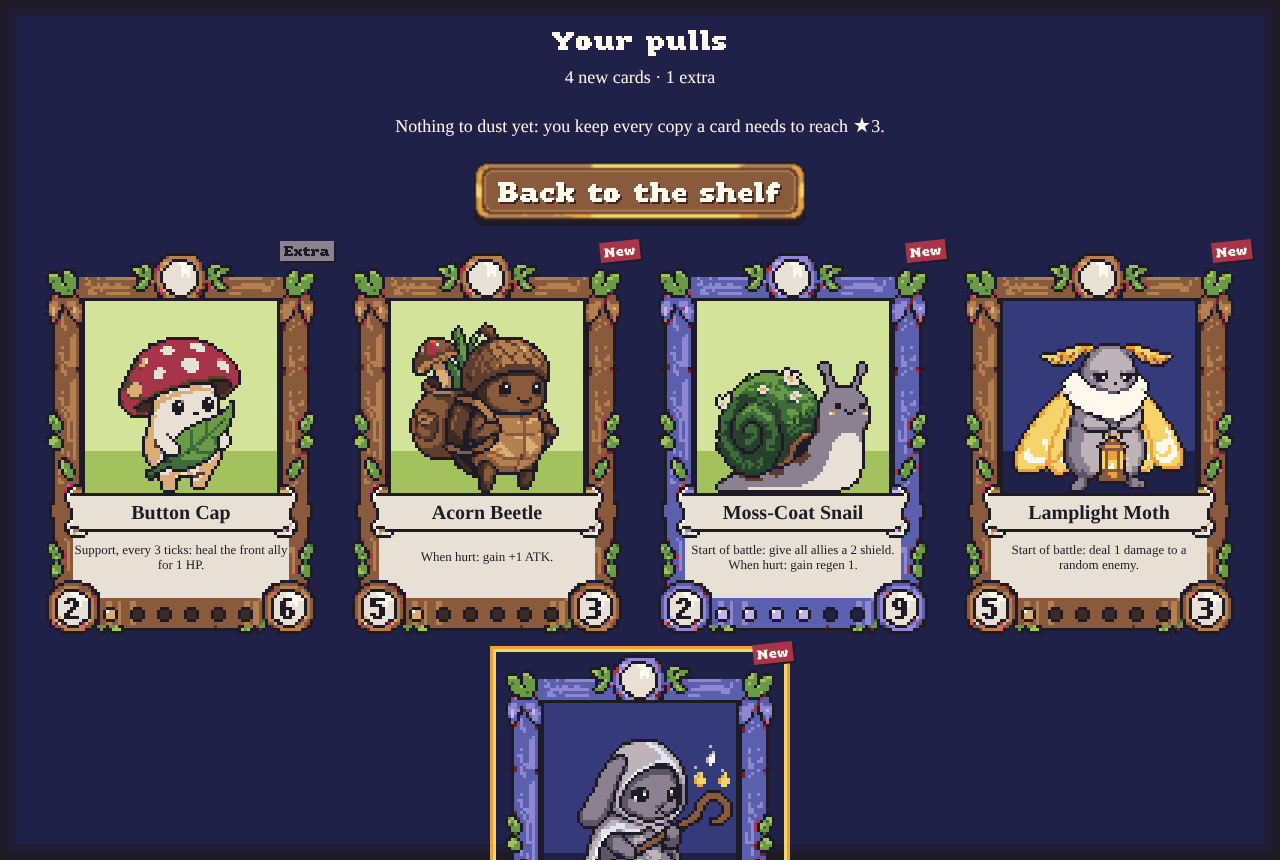 Your pulls
4 new cards · 1 extra
Nothing to dust yet: you keep every copy a card needs to reach ★3.
Back to the shelf
Extra
New
New
New
Button Cap
Support, every 3 ticks: heal the front ally
for 1 HP.
2
6
Acorn Beetle
When hurt: gain +1 ATK.
5
3
Moss-Coat Snail
Start of battle: give all allies a 2 shield.
When hurt: gain regen 1.
2
9
Lamplight Moth
Start of battle: deal 1 damage to a
random enemy.
5
3
New